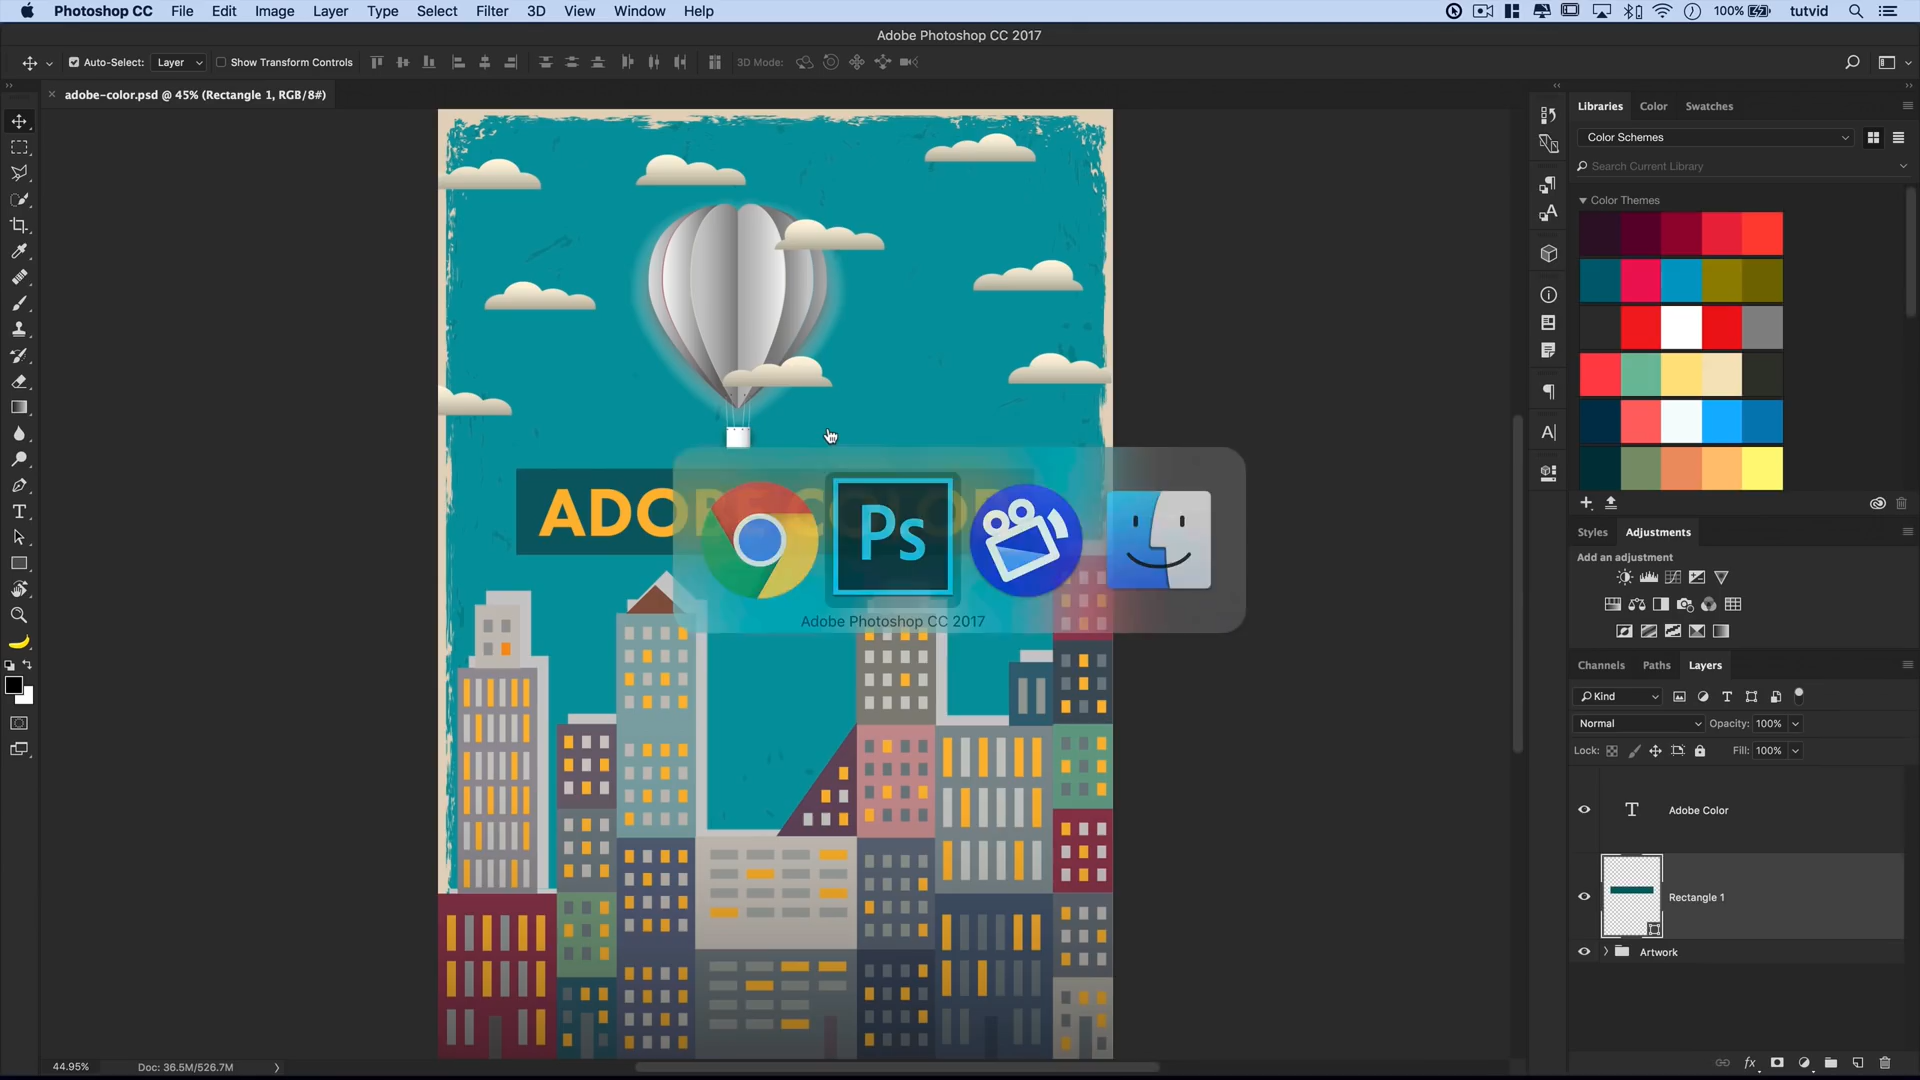 Photoshop CC File Edit Image Layer Type Select Filter 3D View Window Help 100% tutvid
Adobe Photoshop CC 2017
Auto-Select: Layer Show Transform Controls 3D Mode:
adobe-color.psd @ 45% (Rectangle 1, RGB/8#)
Libraries Color Swatches
Color Schemes
Search Current Library
Color Themes
ADOBE COLOR
Ps
Adobe Photoshop CC 2017
Styles Adjustments
Add an adjustment
Channels Paths Layers
Kind
Normal Opacity: 100%
Lock: Fill: 100%
Adobe Color
Rectangle 1
Artwork
44.95% Doc: 36.5M/526.7M